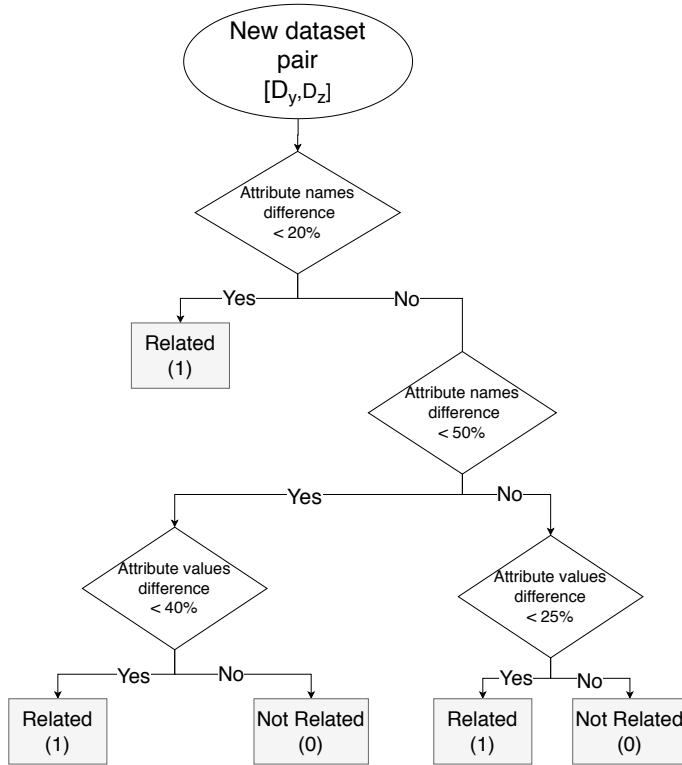 New dataset
pair
[Dy,Dz]
Attribute names
difference
< 20%
Yes
No
Related
(1)
Attribute names
difference
< 50%
Yes
No
Attribute values
difference
< 40%
Attribute values
difference
< 25%
Yes
No
Yes
No
Related
(1)
Not Related
(0)
Related
(1)
Not Related
(0)